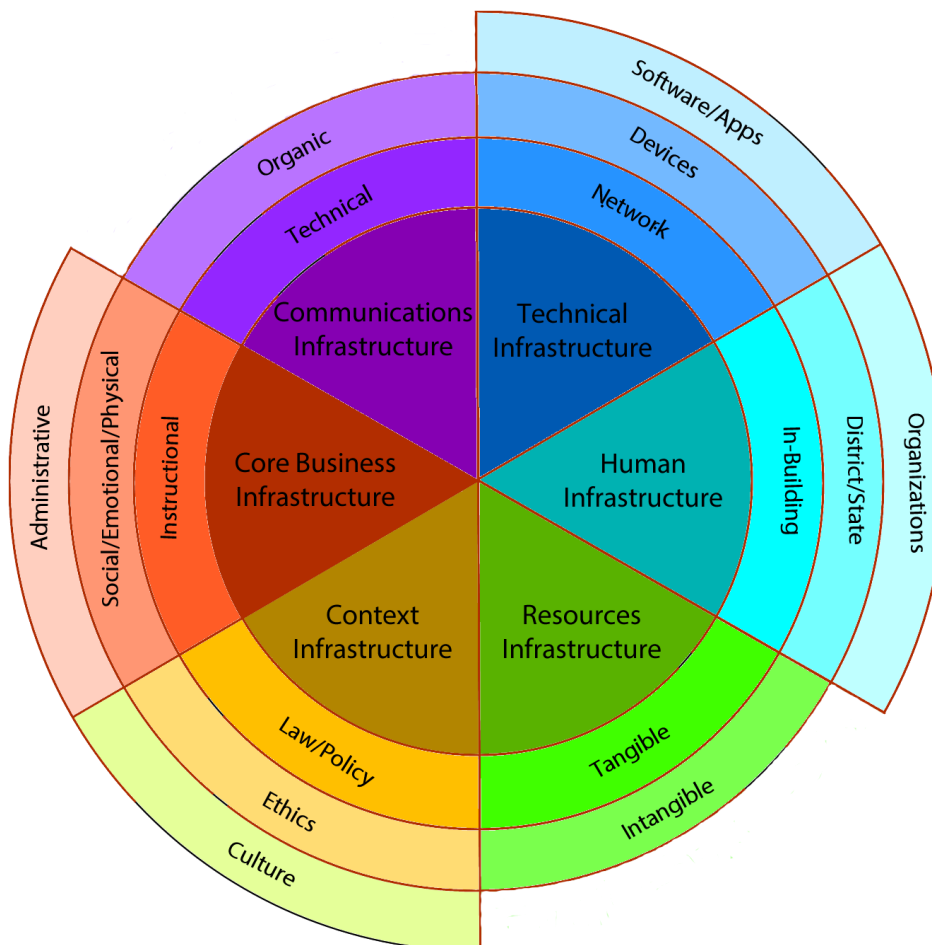 Software/Apps
Devices
Network
Technical
Infrastructure
Organizations
District/State
In-Building
Human
Infrastructure
Resources
Infrastructure
Tangible
Intangible
Context
Infrastructure
Law/Policy
Ethics
Culture
Core Business
Infrastructure
Instructional
Social/Emotional/Physical
Administrative
Communications
Infrastructure
Technical
Organic